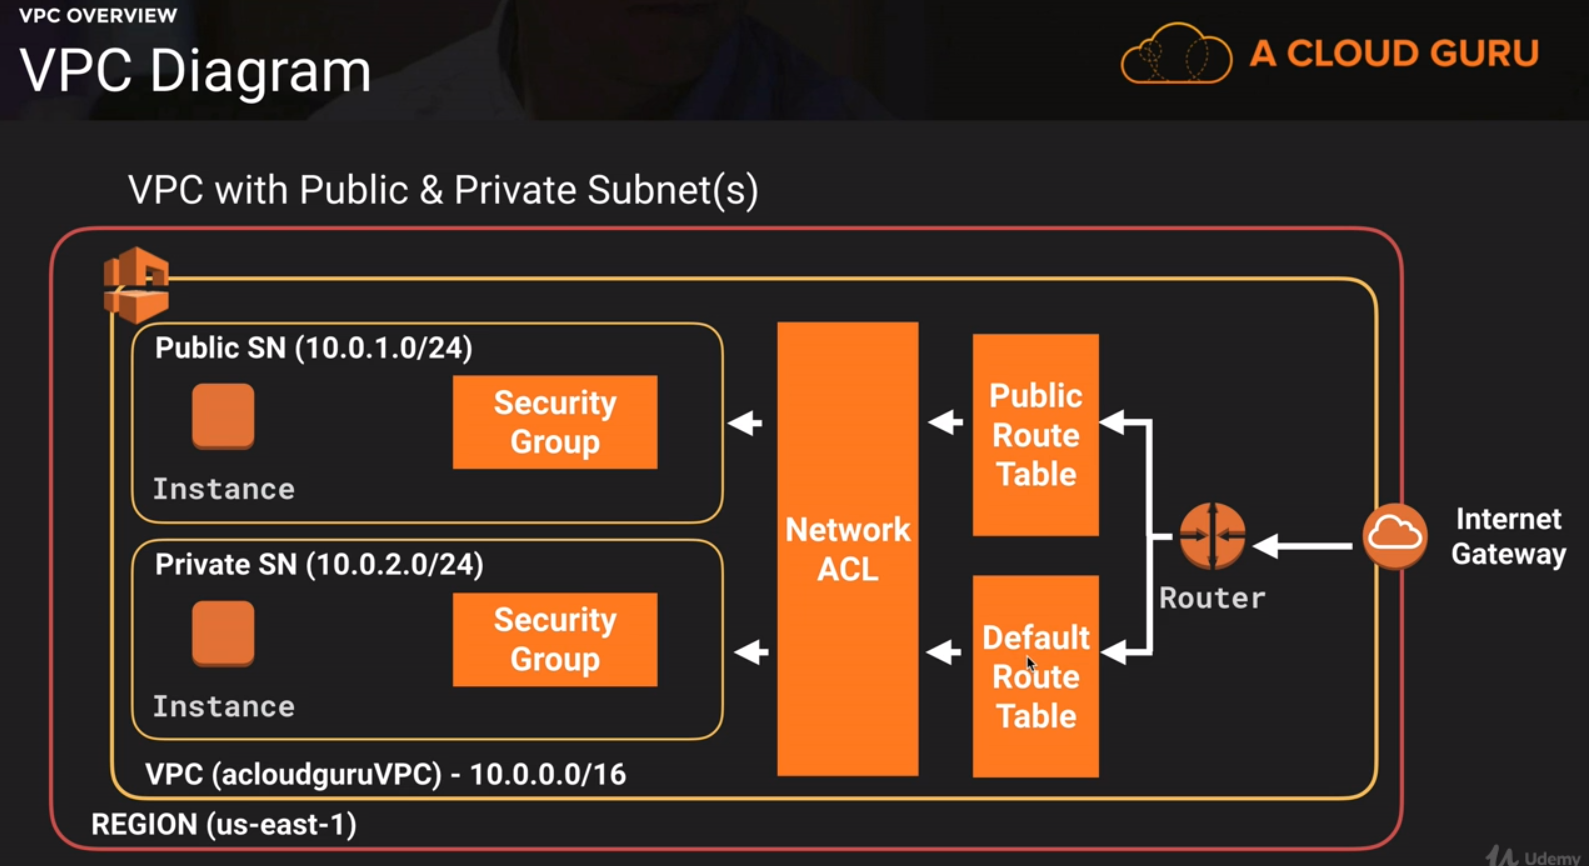 VPC OVERVIEW
VPC Diagram
A CLOUD GURU
VPC with Public & Private Subnet(s)
Public SN (10.0.1.0/24)
Security
Group
Instance
Private SN (10.0.2.0/24)
Security
Group
Instance
Network
ACL
Public
Route
Table
Default
Route
Table
Router
Internet
Gateway
VPC (acloudguruVPC) - 10.0.0.0/16
REGION (us-east-1)
Udemy